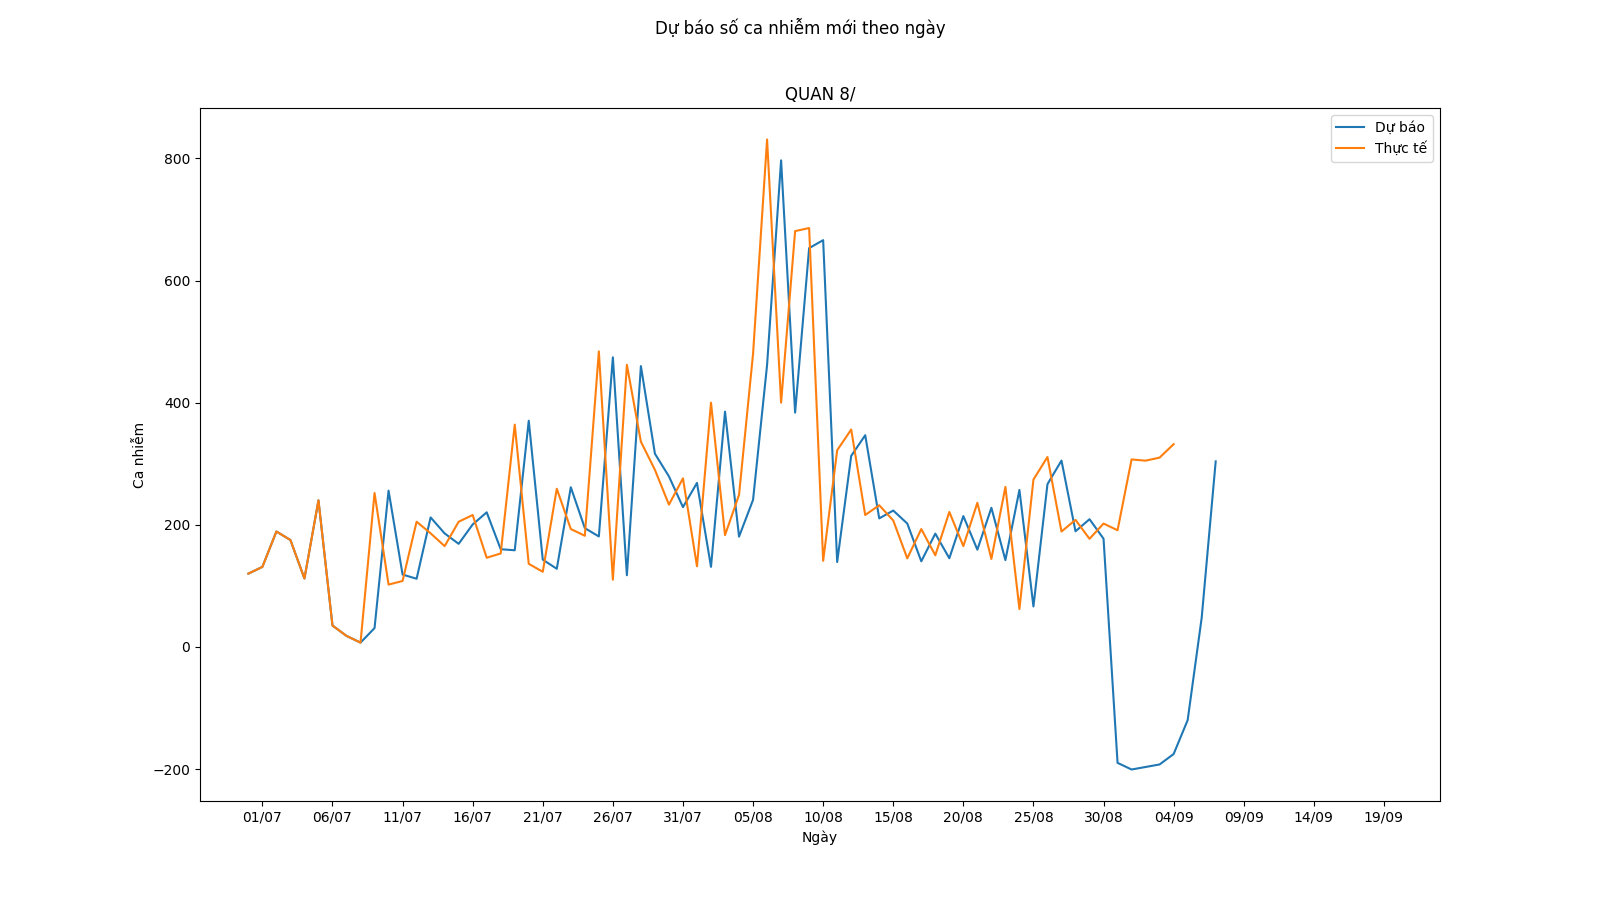 Dự báo số ca nhiễm mới theo ngày
QUAN 8/
Dự báo
Thực tế
800
600
400
200
0
−200
Ca nhiễm
01/07 06/07 11/07 16/07 21/07 26/07 31/07 05/08 10/08 15/08 20/08 25/08 30/08 04/09 09/09 14/09 19/09
Ngày